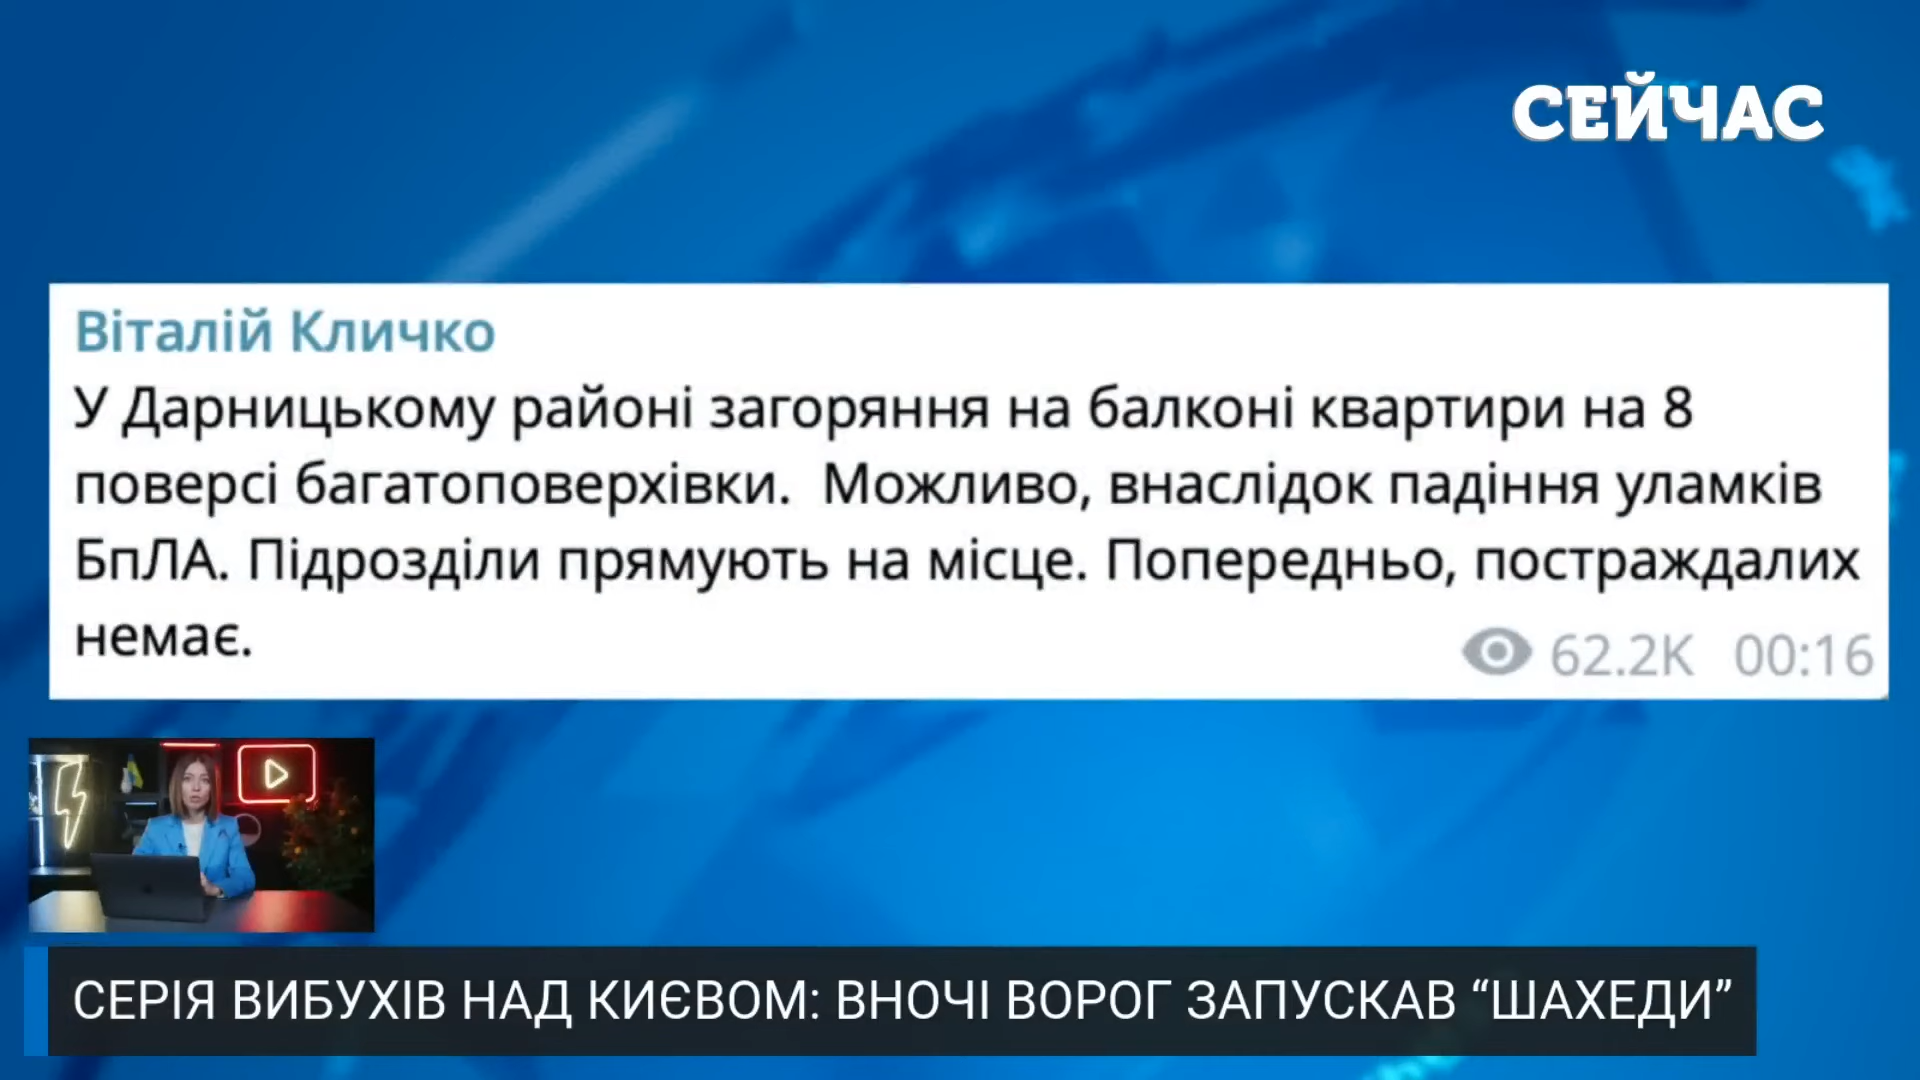 СЕЙЧАС
Віталій Кличко
У Дарницькому районі загоряння на балконі квартири на 8
поверсі багатоповерхівки.  Можливо, внаслідок падіння уламків
БпЛА. Підрозділи прямують на місце. Попередньо, постраждалих
немає.
62.2K 00:16
СЕРІЯ ВИБУХІВ НАД КИЄВОМ: ВНОЧІ ВОРОГ ЗАПУСКАВ “ШАХЕДИ”